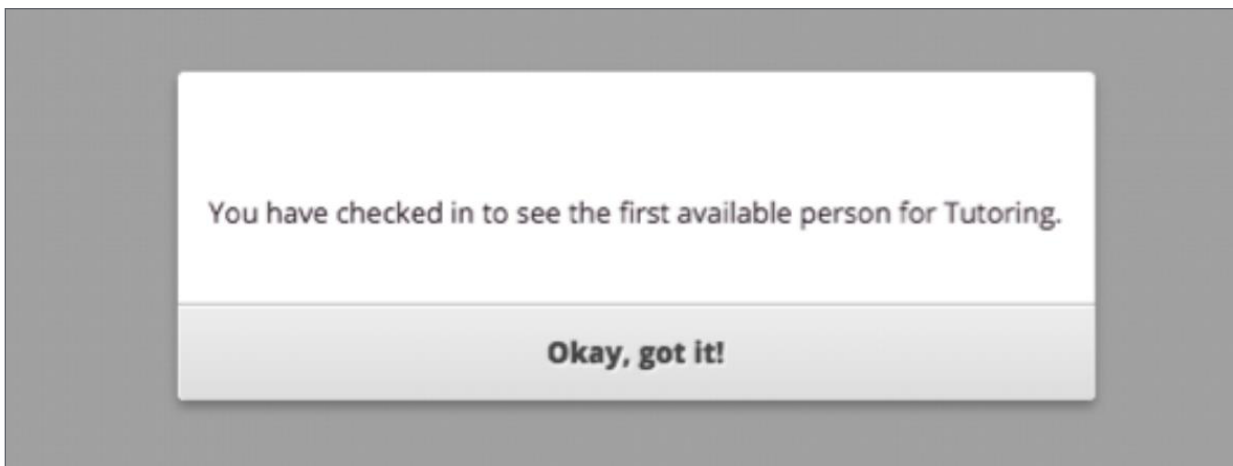 You have checked in to see the first available person for Tutoring.
Okay, got it!